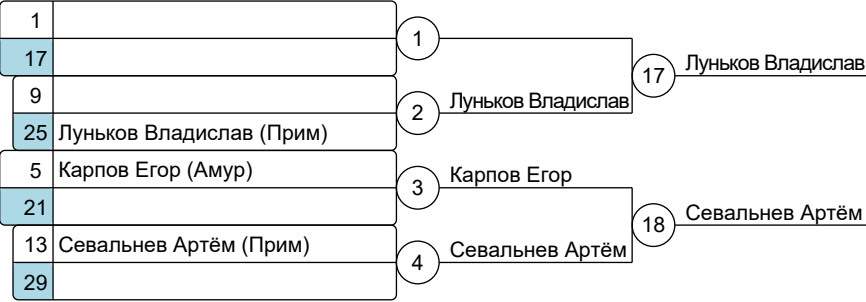 1
17
1
17
Луньков Владислав
9
25 Луньков Владислав (Прим)
2
Луньков Владислав
5 Карпов Егор (Амур)
21
3
Карпов Егор
18
Севальнев Артём
13 Севальнев Артём (Прим)
29
4
Севальнев Артём